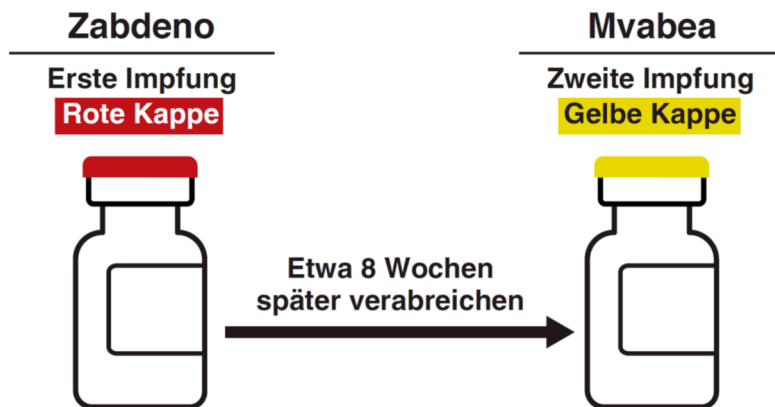 Zabdeno
Erste Impfung
Rote Kappe
Etwa 8 Wochen
später verabreichen
Mvabea
Zweite Impfung
Gelbe Kappe